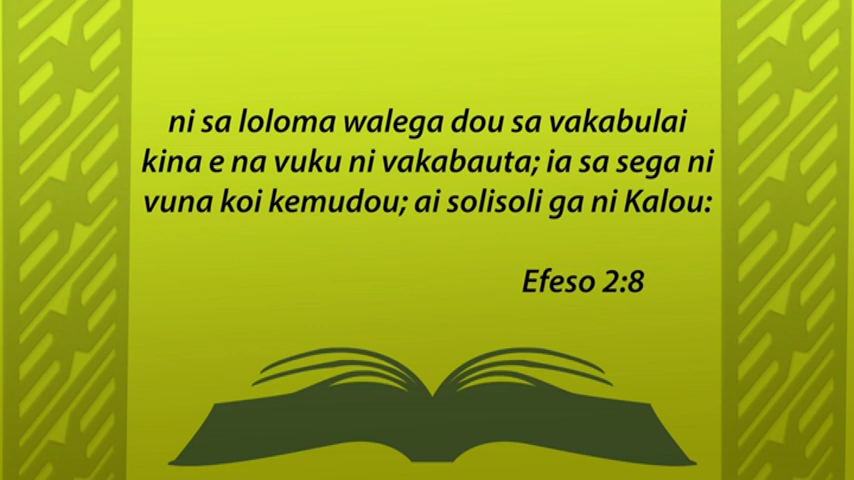 ni sa loloma walega dou sa vakabulai
kina e na vuku ni vakabauta; ia sa sega ni
vuna koi kemudou; ai solisoli ga ni Kalou:
Efeso 2:8